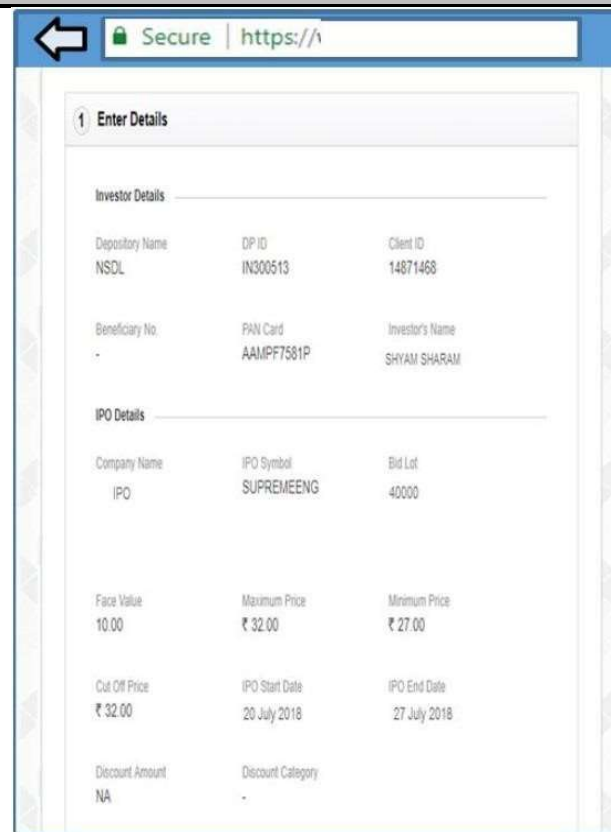 Secure | https://
1 Enter Details
Investor Details
Depository Name DP ID Client ID
NSDL IN300513 14871468
Beneficiary No. PAN Card Investor's Name
- AAMPF7581P SHYAM SHARAM
IPO Details
Company Name IPO Symbol Bid Lot
IPO SUPREMEENG 40000
Face Value Maximum Price Minimum Price
10.00 ₹ 32.00 ₹ 27.00
Cut Off Price IPO Start Date IPO End Date
₹ 32.00 20 July 2018 27 July 2018
Discount Amount Discount Category
NA -